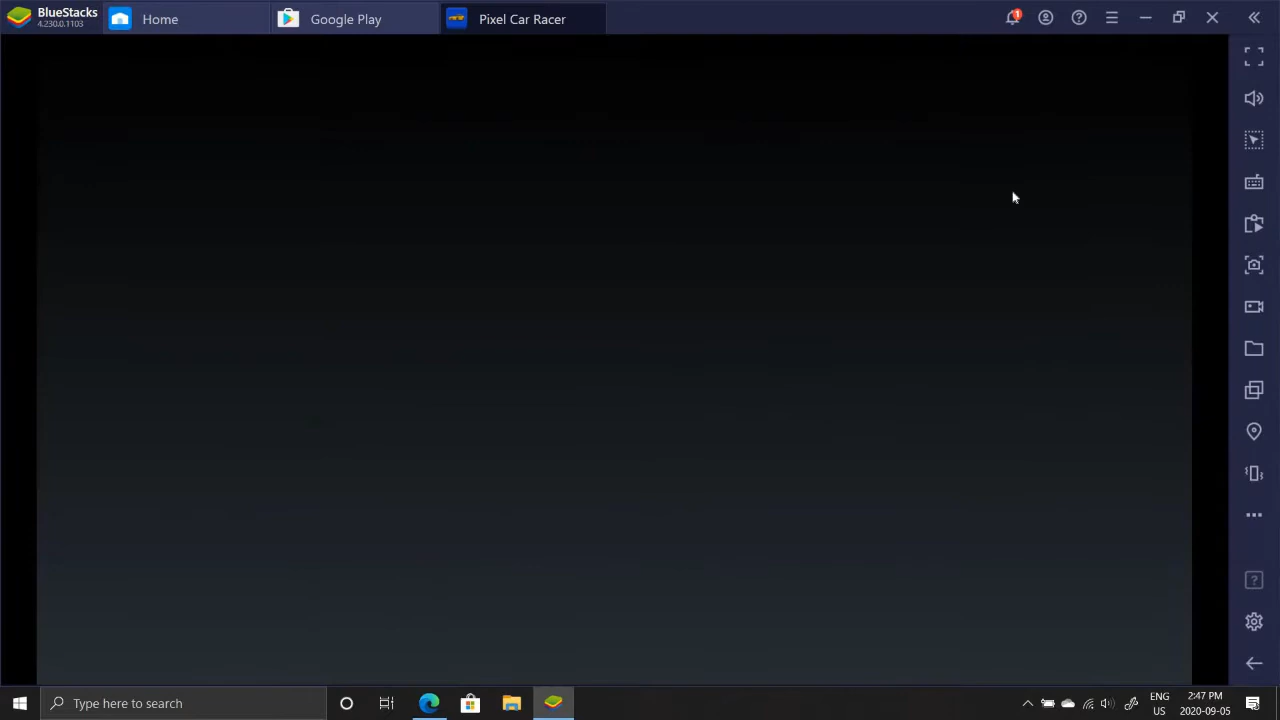 BlueStacks
4.230.0.1103
Home
Google Play
Pixel Car Racer
1
?
Type here to search
ENG
US
2:47 PM
2020-09-05